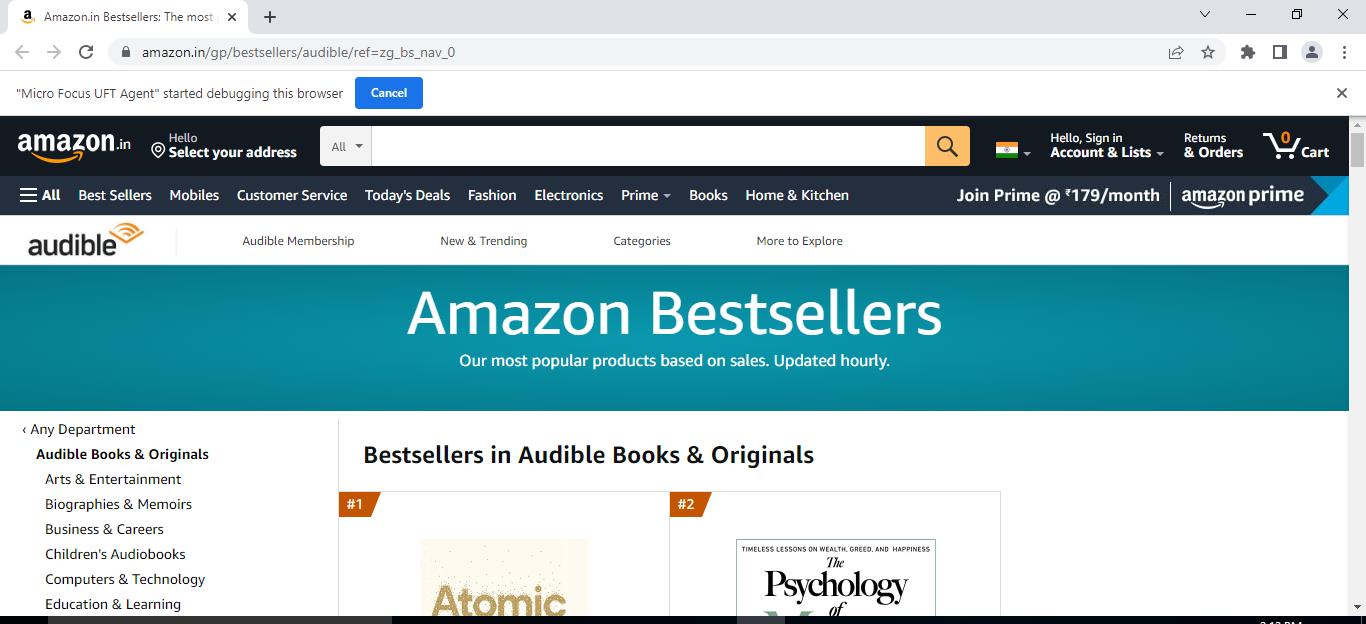 Amazon.in Bestsellers: The most
amazon.in/gp/bestsellers/audible/ref=zg_bs_nav_0
"Micro Focus UFT Agent" started debugging this browser Cancel
amazon.in
Hello
Select your address
All
Hello, Sign in
Account & Lists
Returns
& Orders
0
Cart
All Best Sellers Mobiles Customer Service Today's Deals Fashion Electronics Prime Books Home & Kitchen Join Prime @ ₹179/month amazon prime
audible Audible Membership New & Trending Categories More to Explore
Amazon Bestsellers
Our most popular products based on sales. Updated hourly.
‹ Any Department
Audible Books & Originals
Arts & Entertainment
Biographies & Memoirs
Business & Careers
Children's Audiobooks
Computers & Technology
Education & Learning
Bestsellers in Audible Books & Originals
#1
Atomic
#2
TIMELESS LESSONS ON WEALTH, GREED, AND HAPPINESS
The
Psychology
of